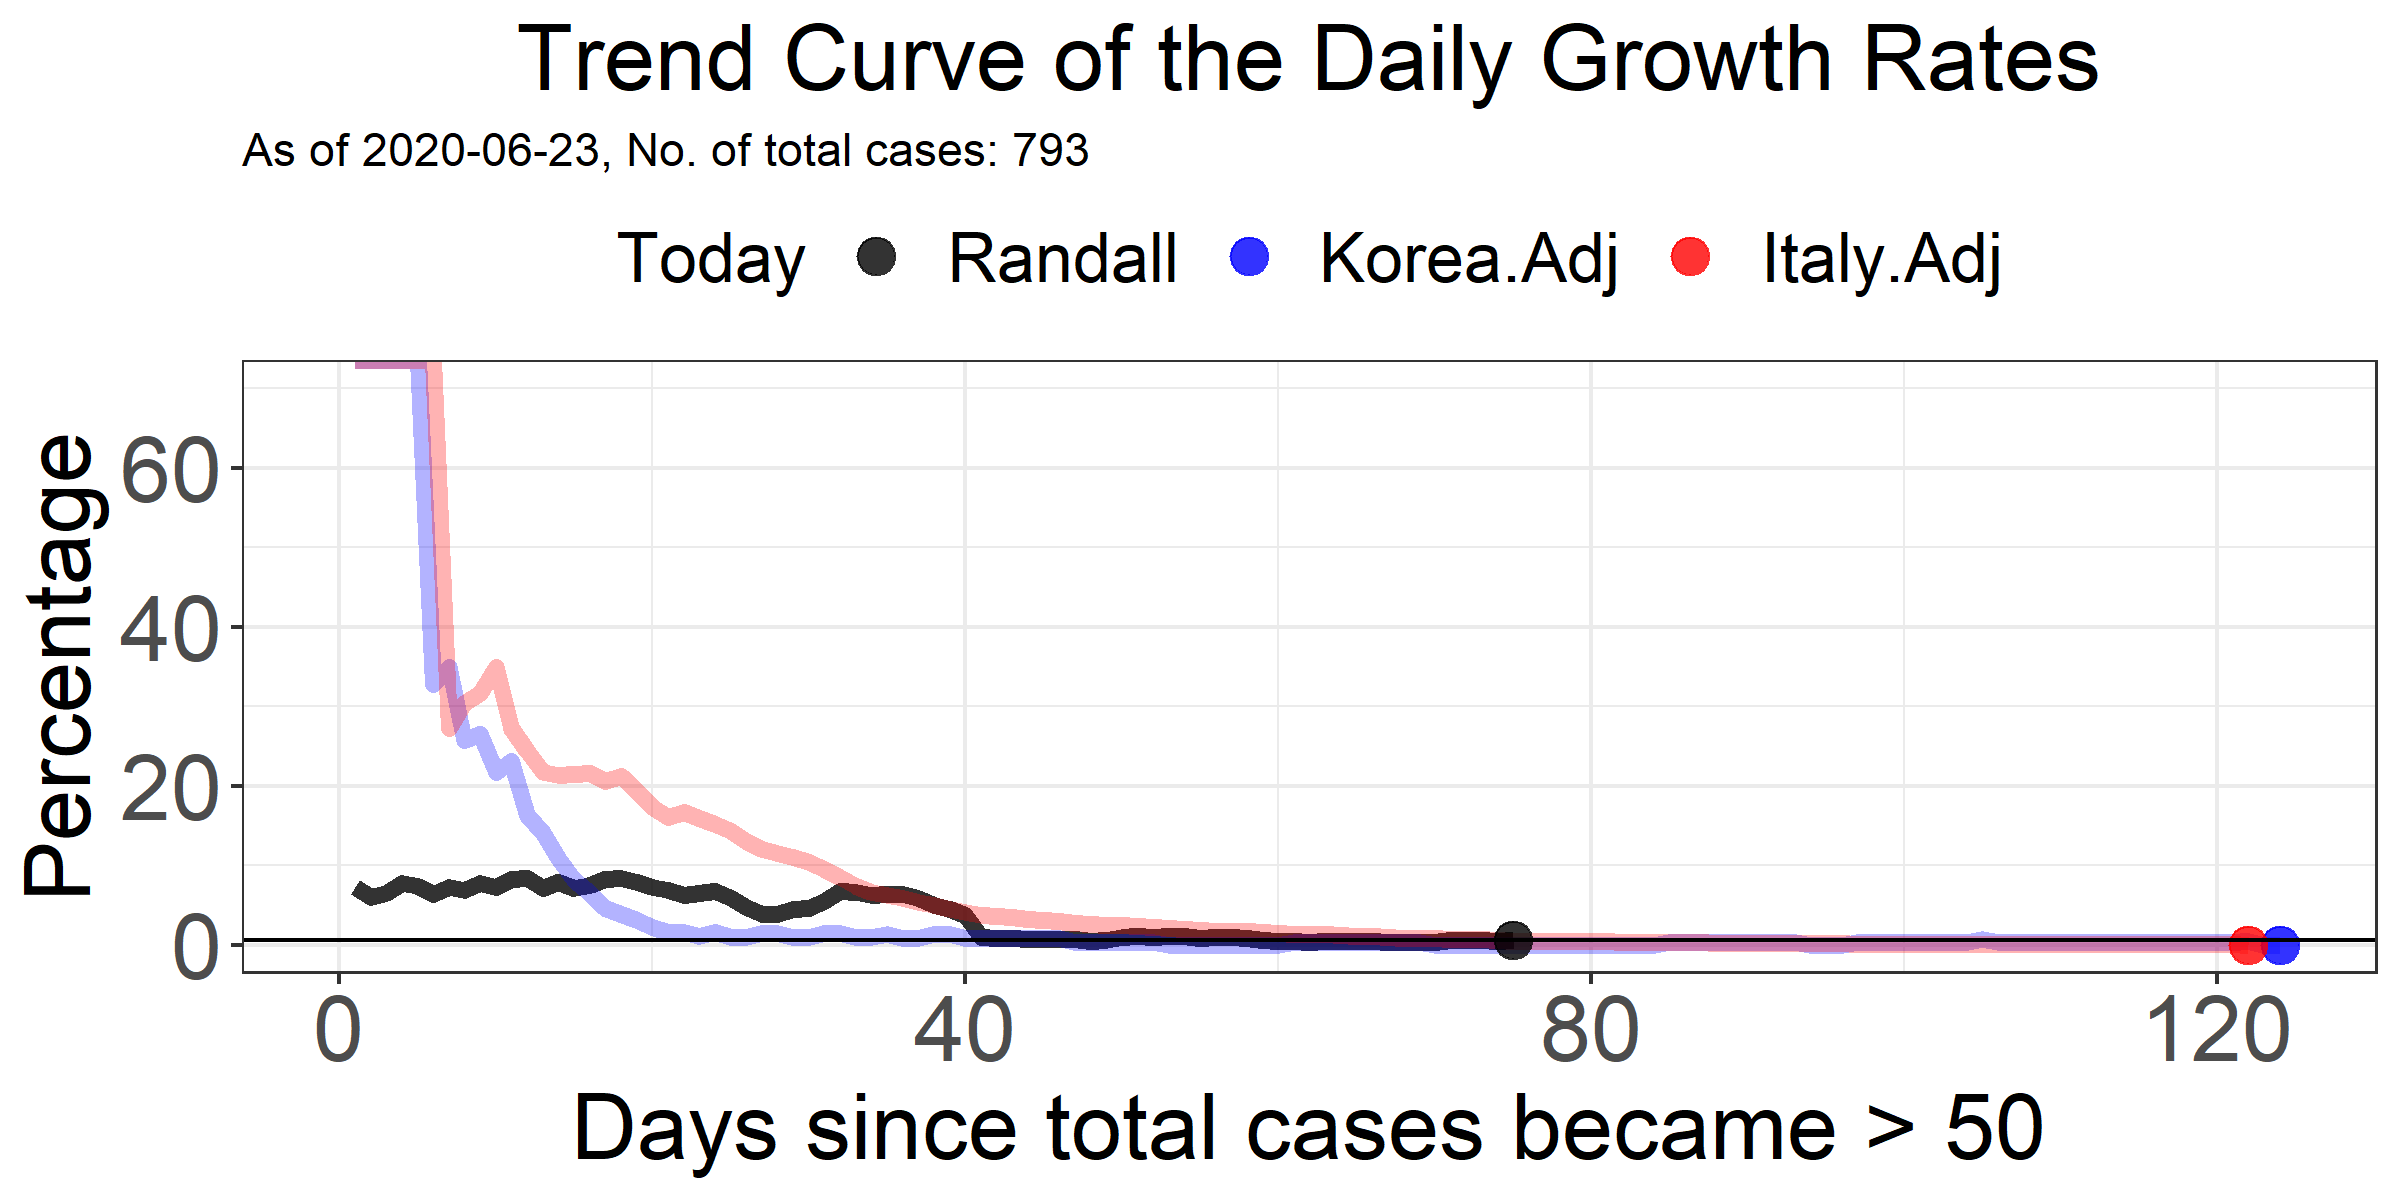 Trend Curve of the Daily Growth Rates
As of 2020-06-23, No. of total cases: 793
Today Randall Korea.Adj Italy.Adj
Percentage
60
40
20
0
0 40 80 120
Days since total cases became > 50